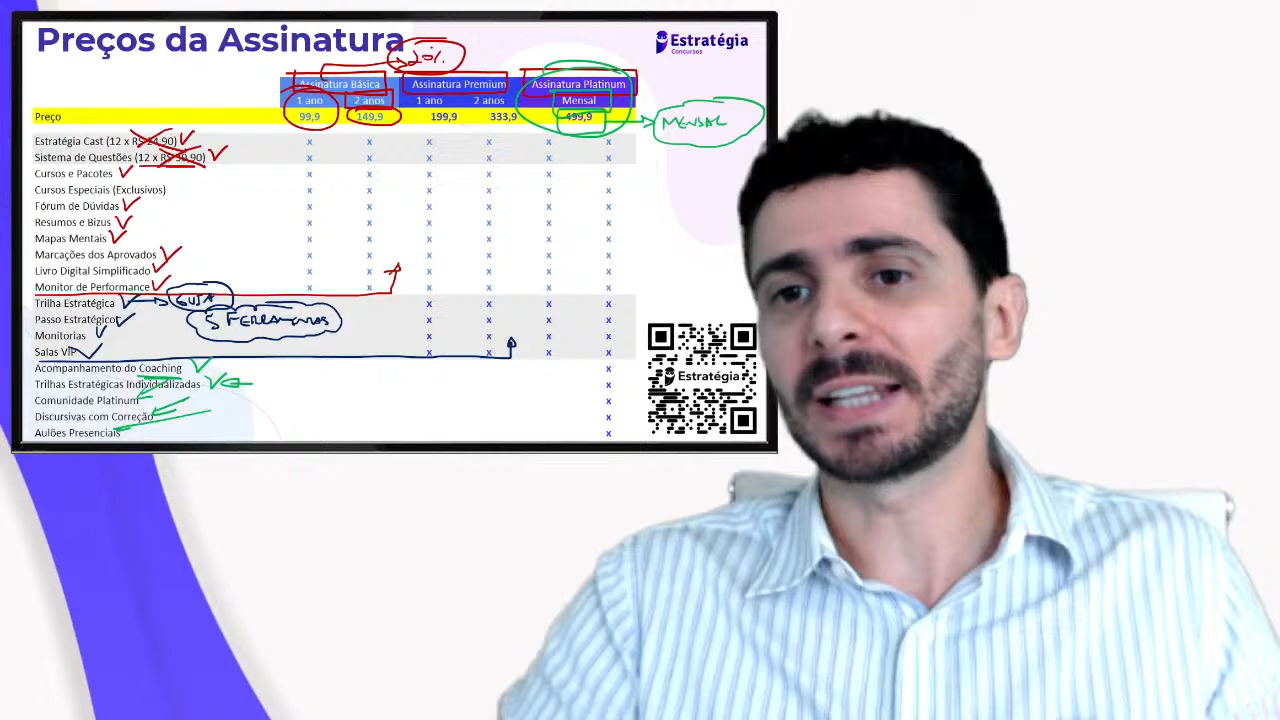 Preços da Assinatura
Estratégia
Concursos
20%
Assinatura Básica Assinatura Premium Assinatura Platinum
1 ano 2 anos 1 ano 2 anos Mensal
Preço 99,9 149,9 199,9 333,9 499,9
MENSAL
Estratégia Cast (12 x R$ 24,90) x x x x x x
Sistema de Questões (12 x R$ 39,90) x x x x x x
Cursos e Pacotes x x x x x x
Cursos Especiais (Exclusivos) x x x x x x
Fórum de Dúvidas x x x x x x
Resumos e Bizus x x x x x x
Mapas Mentais x x x x x x
Marcações dos Aprovados x x x x x x
Livro Digital Simplificado x x x x x x
Monitor de Performance x x x x x x
Trilha Estratégica x x x x
Passo Estratégico x x x x
5 FERRAMENTAS
Monitorias x x x x
Salas VIP x x x x
Acompanhamento do Coaching x
Trilhas Estratégicas Individualizadas x
Comunidade Platinum x
Discursivas com Correção x
Aulões Presenciais x
Estratégia